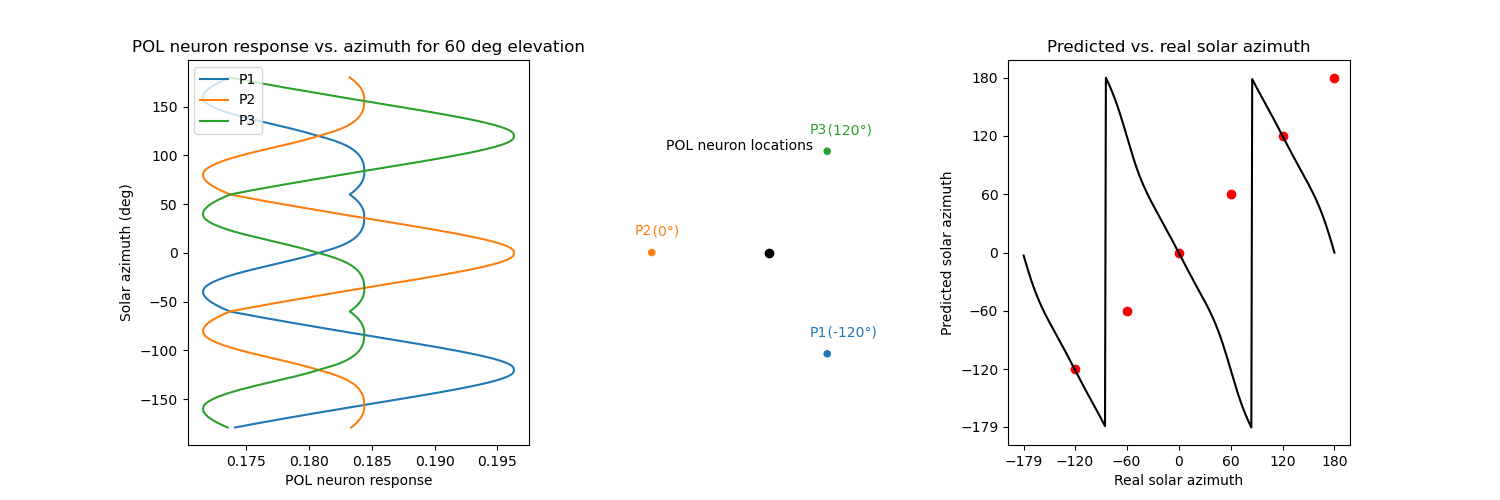 POL neuron response vs. azimuth for 60 deg elevation
P1
P2
P3
150
100
50
0
−50
−100
−150
Solar azimuth (deg)
0.175 0.180 0.185 0.190 0.195
POL neuron response
P3(120°)
POL neuron locations
P2(0°)
P1(-120°)
Predicted vs. real solar azimuth
180
120
60
0
−60
−120
−179
Predicted solar azimuth
−179 −120 −60 0 60 120 180
Real solar azimuth